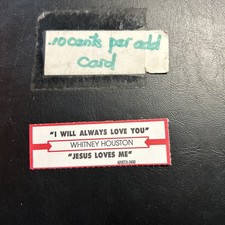 .10 cents per add
card
"I WILL ALWAYS LOVE YOU"
WHITNEY HOUSTON
"JESUS LOVES ME"